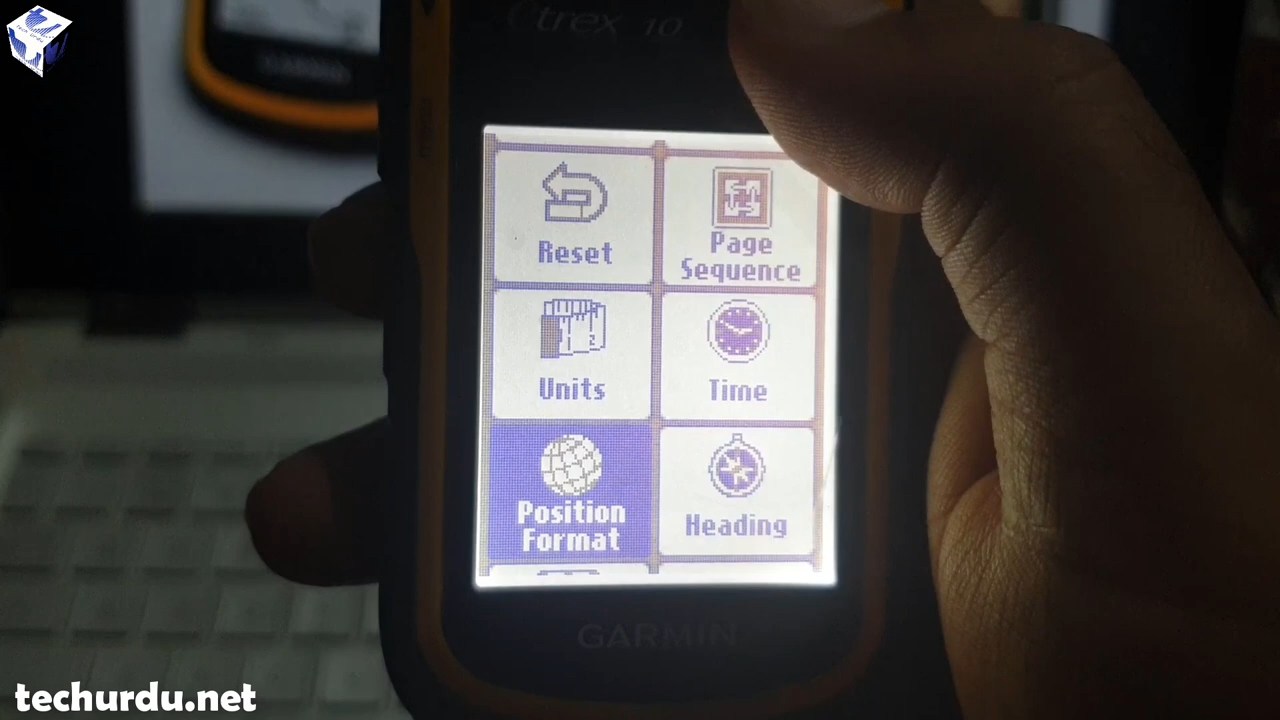 etrex 10
Reset
Page
Sequence
Units
Time
Position
Format
Heading
GARMIN
techurdu.net